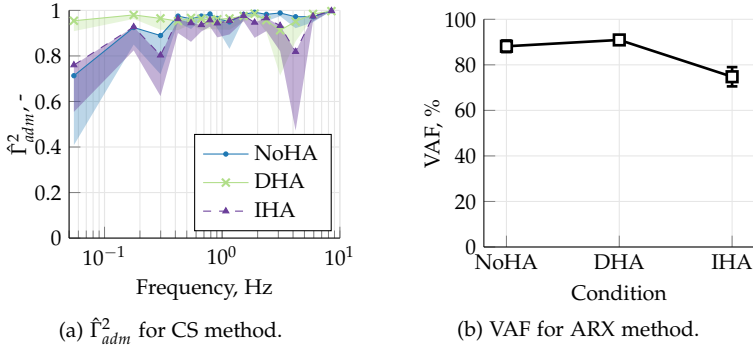 1
0.8
0.6
0.4
0.2
0
Γ̂²adm, -
NoHA
DHA
IHA
10⁻¹
10⁰
10¹
Frequency, Hz
(a) Γ̂²adm for CS method.
100
80
60
40
20
0
VAF, %
NoHA DHA IHA
Condition
(b) VAF for ARX method.